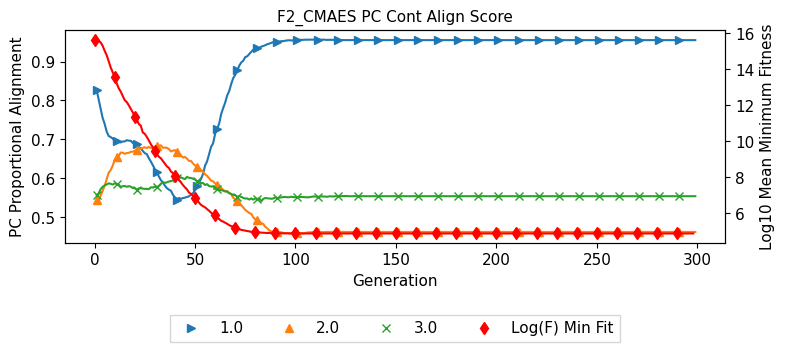 F2_CMAES PC Cont Align Score
PC Proportional Alignment
0.9
0.8
0.7
0.6
0.5
16
14
12
10
8
6
Log10 Mean Minimum Fitness
0 50 100 150 200 250 300
Generation
1.0 2.0 3.0 Log(F) Min Fit